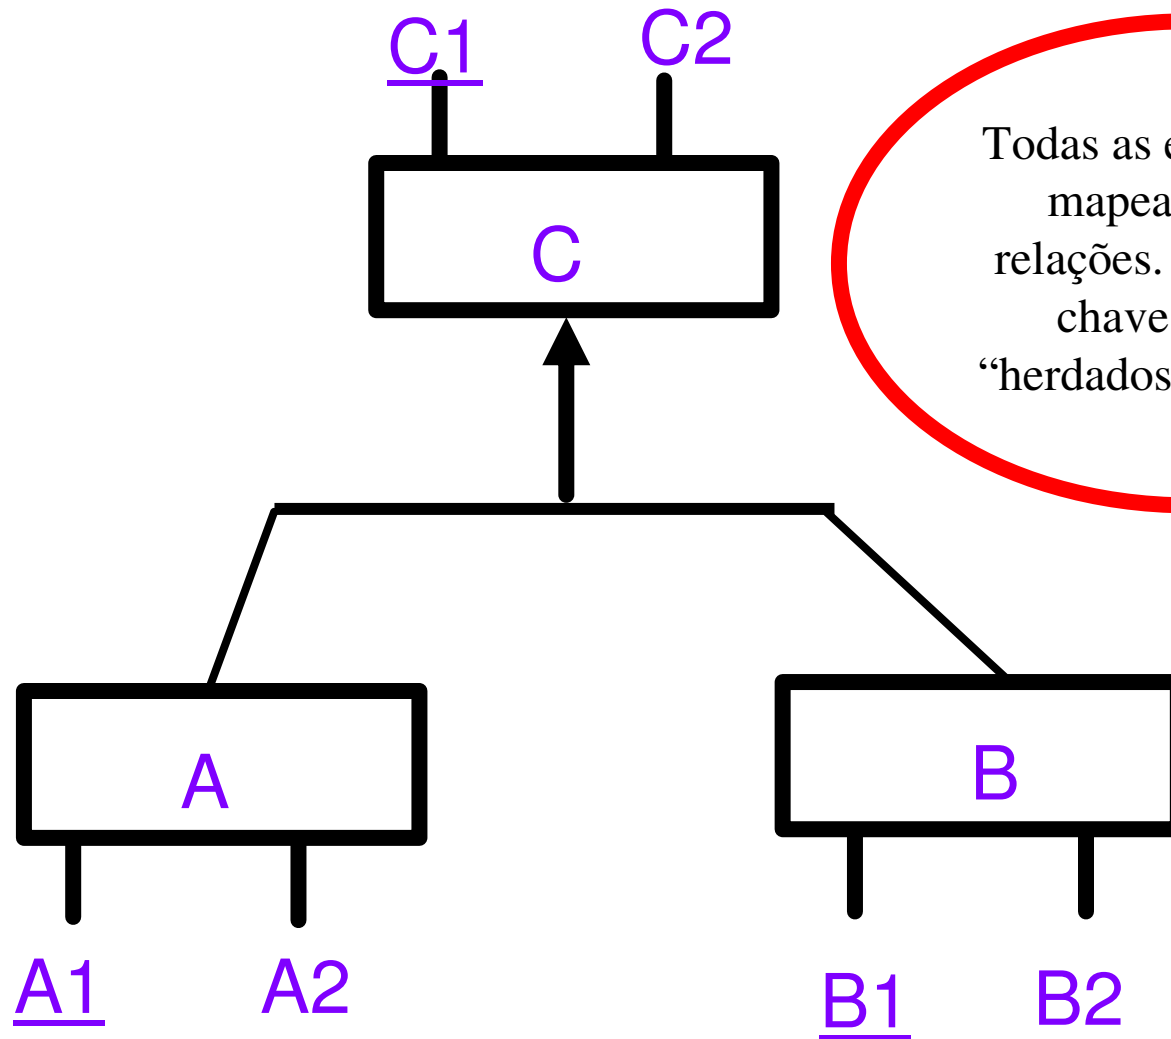 C1 C2
Todas as
mapea
relações.
chave
“herdados
C
A B
A1 A2
B1 B2